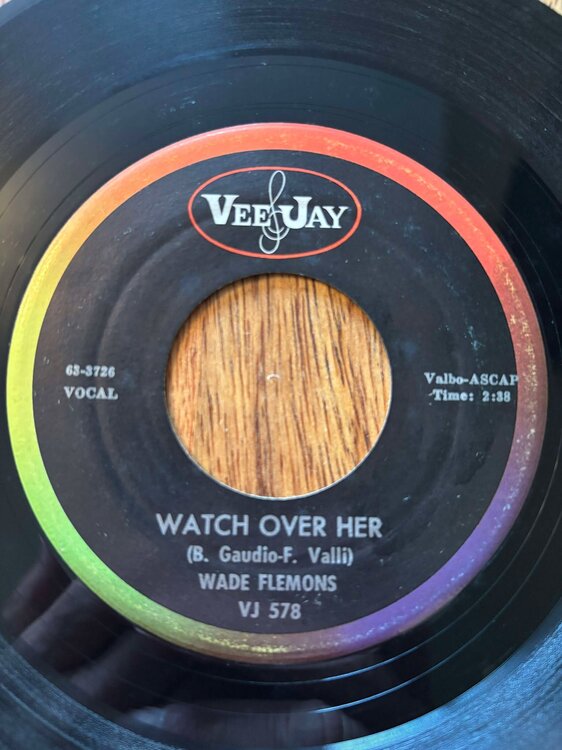 VEE JAY
63-3726
VOCAL
Valbo-ASCAP
Time: 2:38
WATCH OVER HER
(B. Gaudio-F. Valli)
WADE FLEMONS
VJ 578